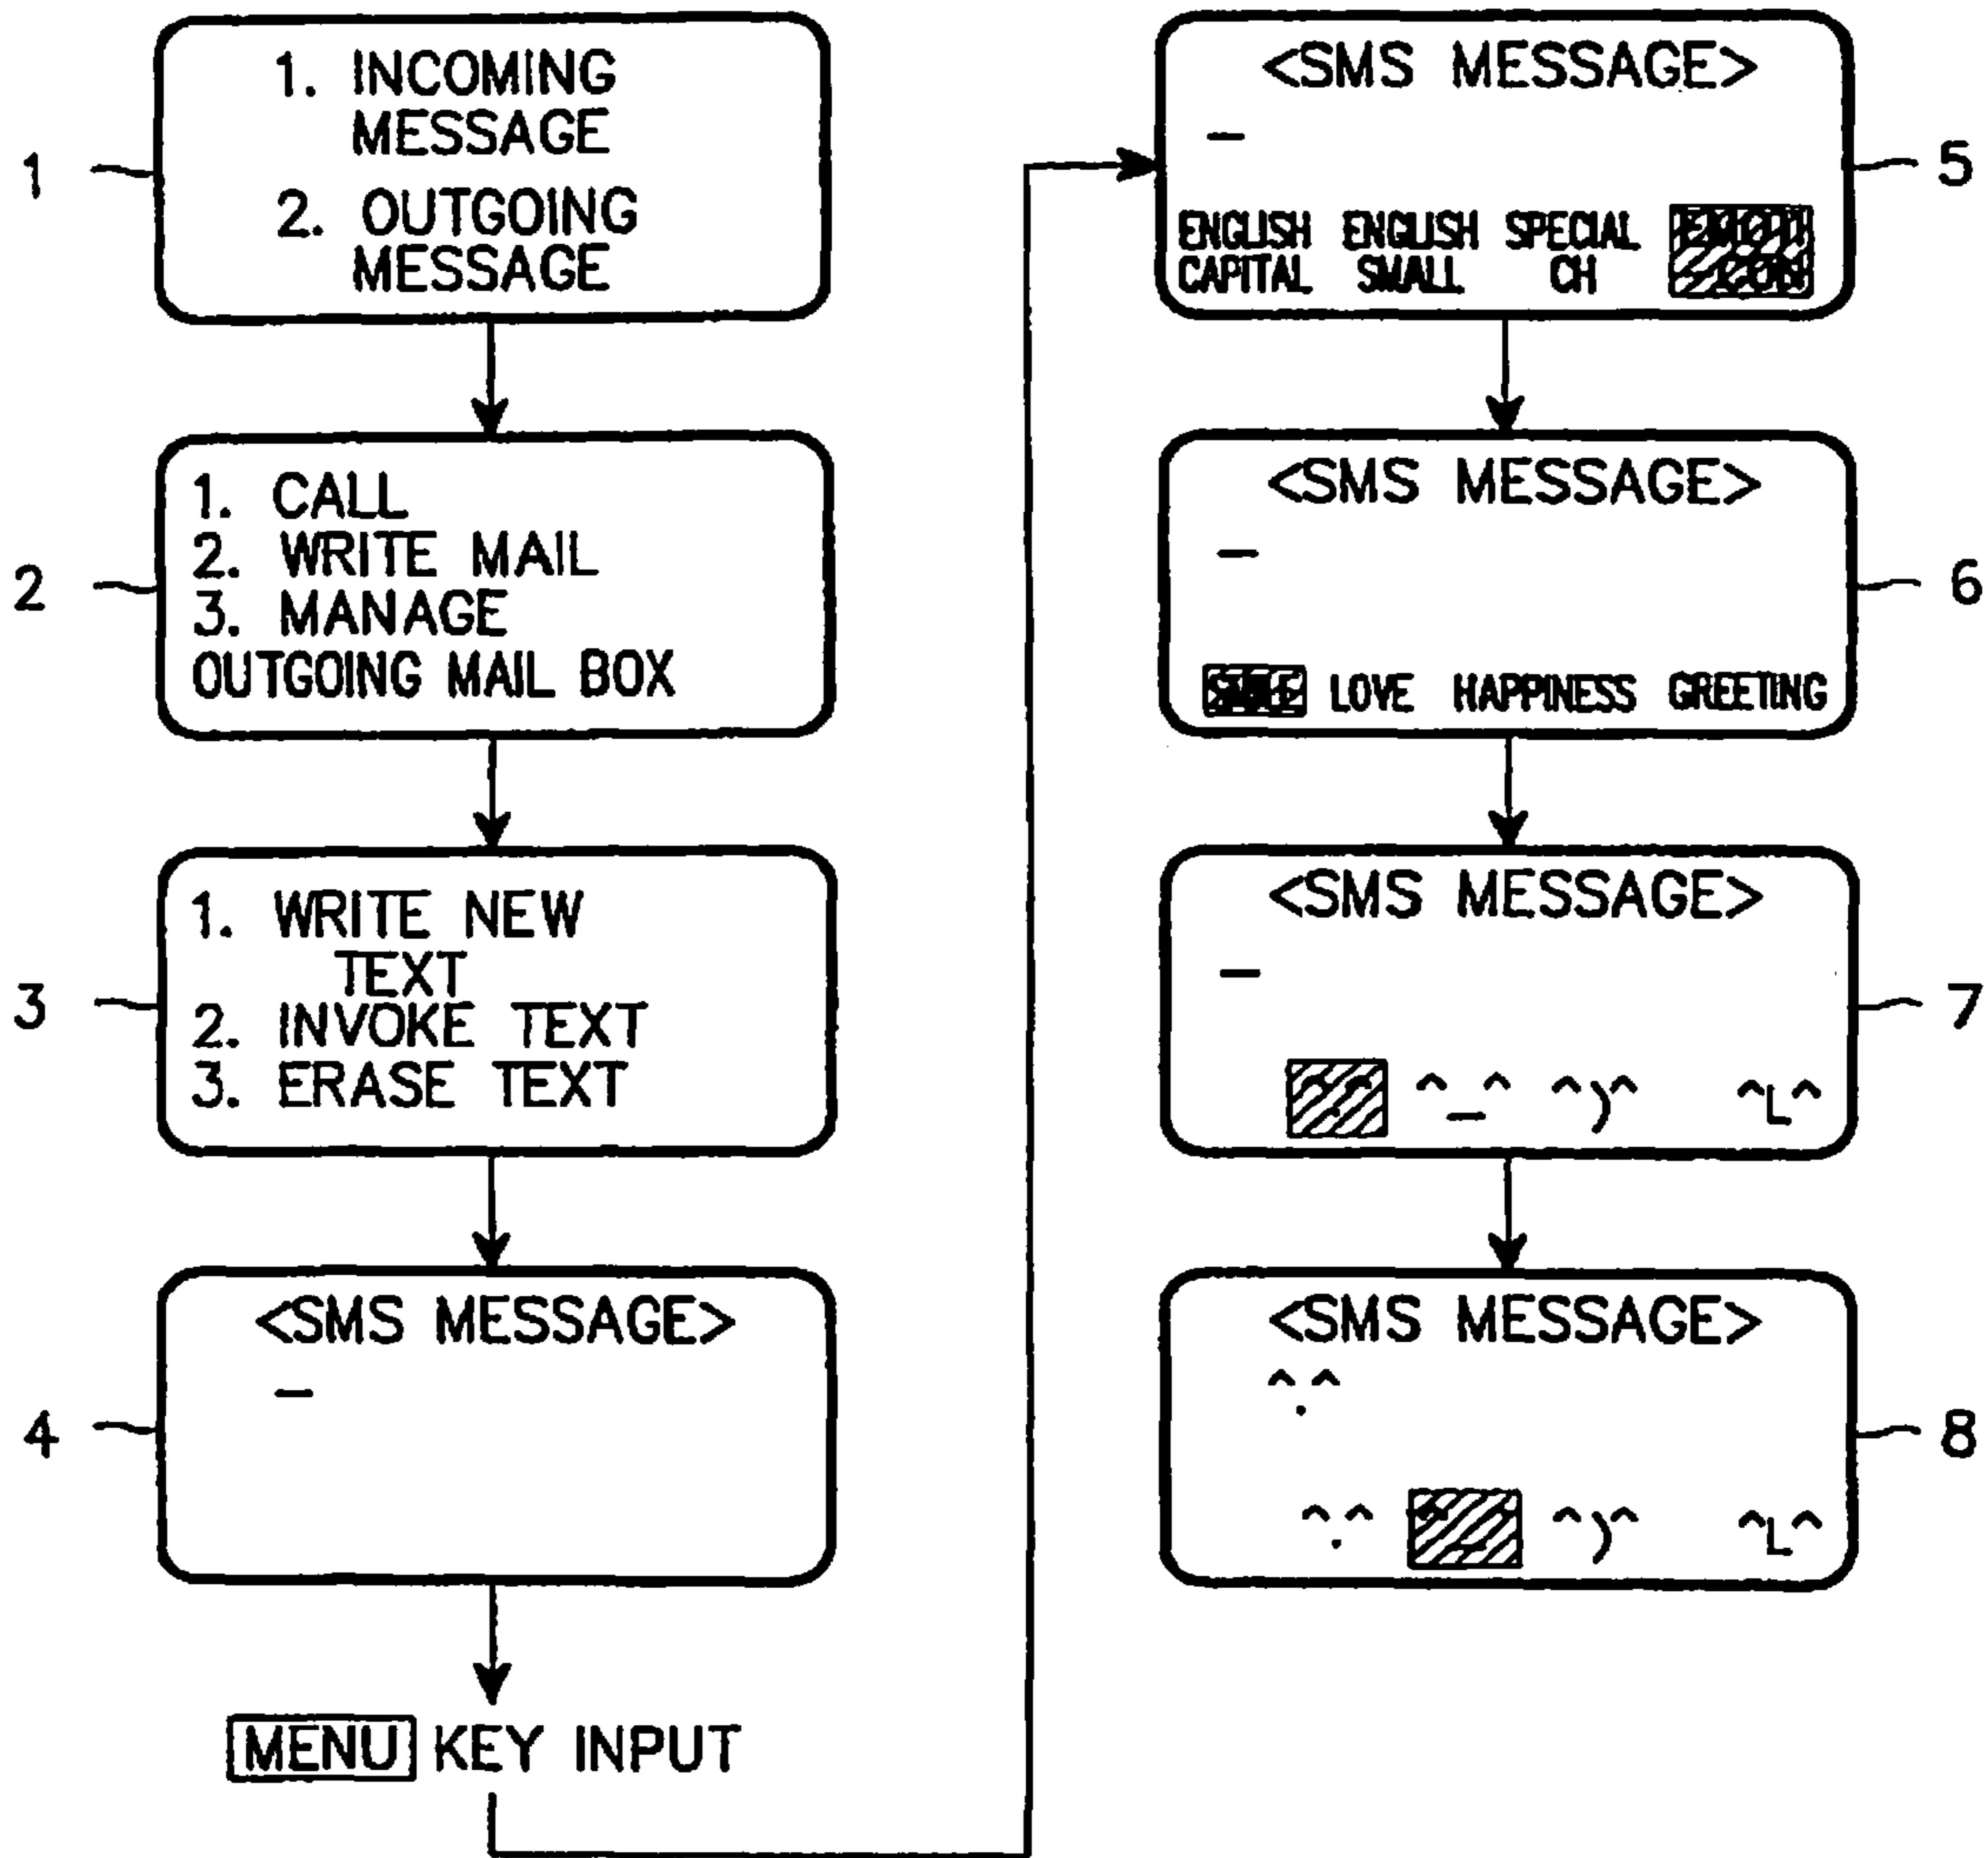 1. INCOMING
MESSAGE
2. OUTGOING
MESSAGE
1
1. CALL
2. WRITE MAIL
3. MANAGE
OUTGOING MAIL BOX
2
1. WRITE NEW
TEXT
2. INVOKE TEXT
3. ERASE TEXT
3
<SMS MESSAGE>
_
4
MENU KEY INPUT
<SMS MESSAGE>
_
ENGLISH ENGLISH SPECIAL
CAPITAL SMALL CH
5
<SMS MESSAGE>
_
LOVE HAPPINESS GREETING
6
<SMS MESSAGE>
_
^_^ ^)^ ^L^
7
<SMS MESSAGE>
^.^
^.^ ^)^ ^L^
8